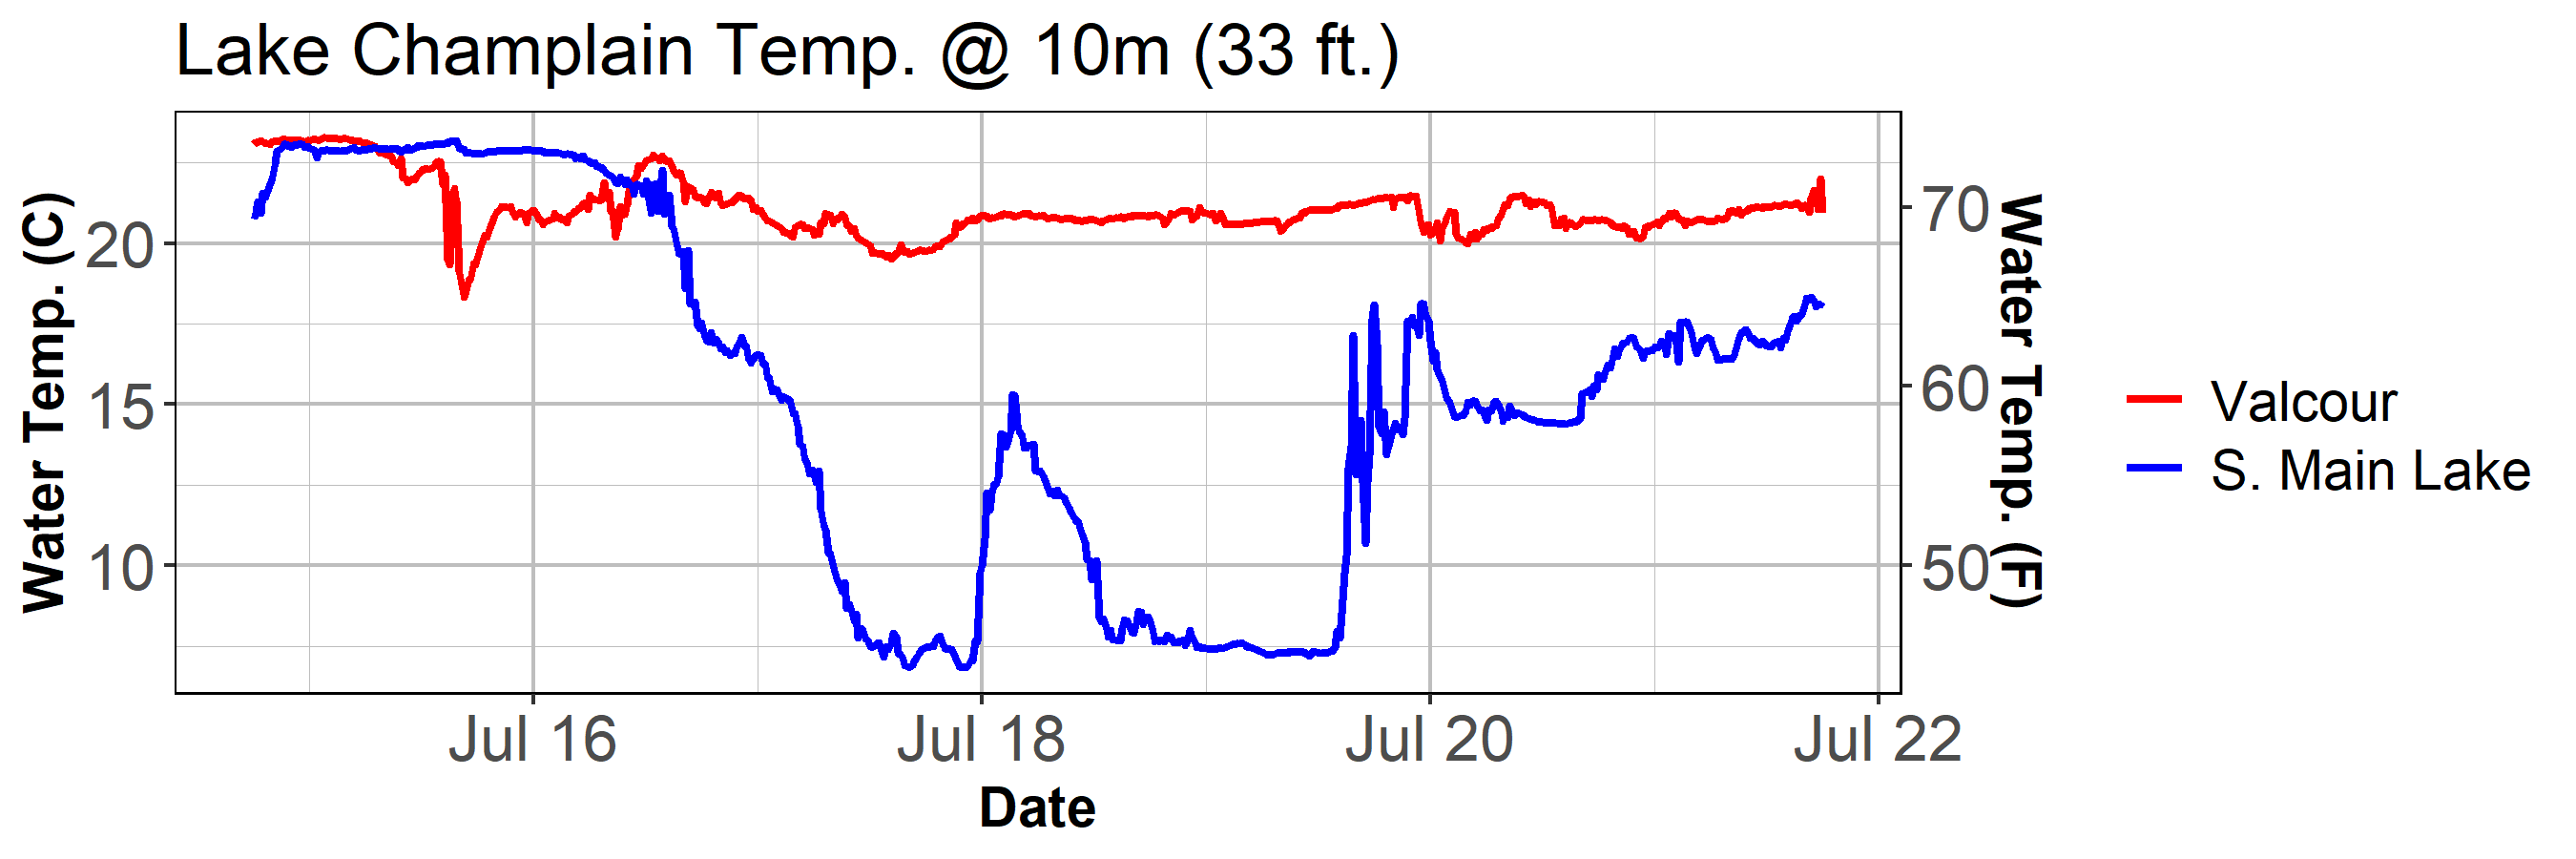 Lake Champlain Temp. @ 10m (33 ft.)
Water Temp. (C)
20
15
10
70
60
50
Water Temp. (F)
Valcour
S. Main Lake
Jul 16
Jul 18
Jul 20
Jul 22
Date